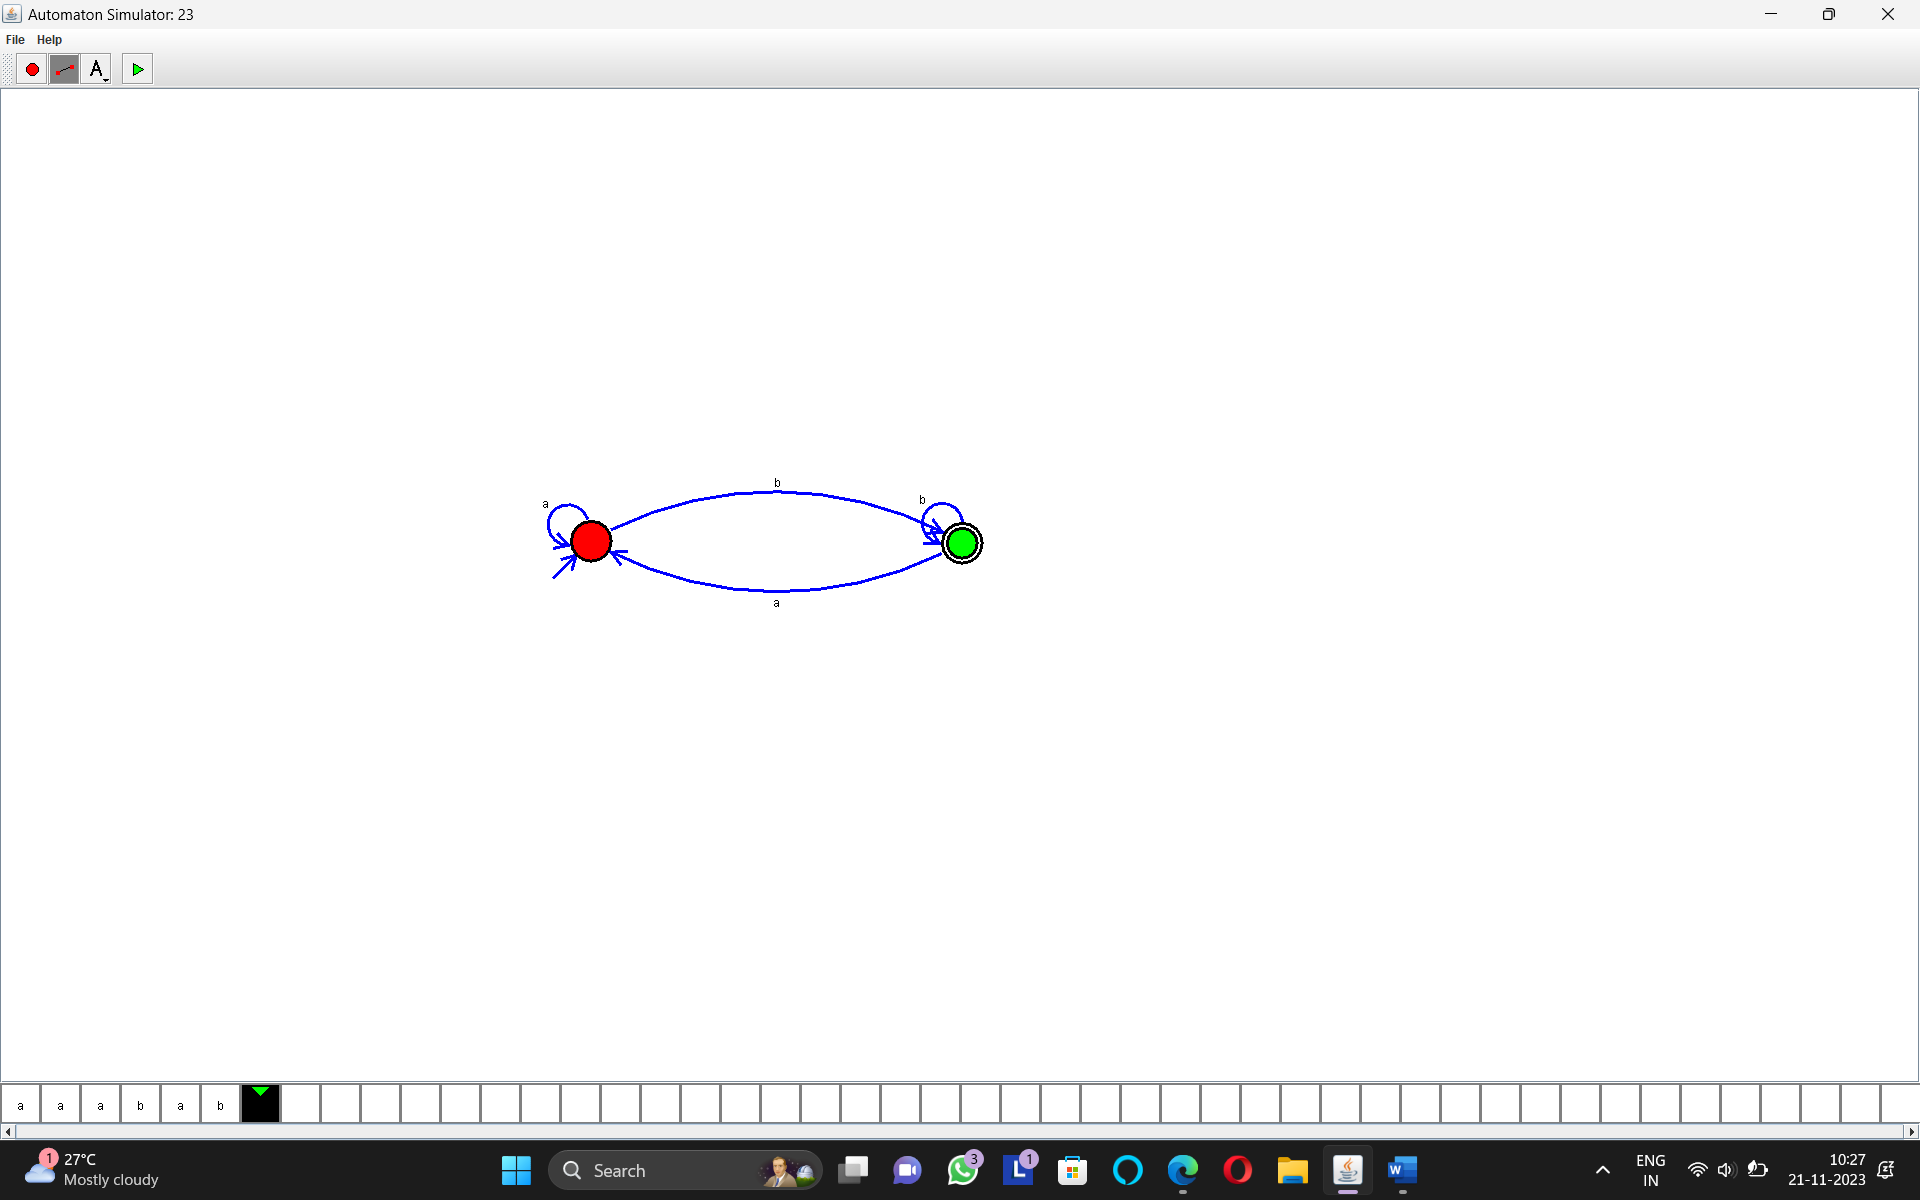 Automaton Simulator: 23
File Help
A
b
a
b
a
a a a b a b
1
27°C
Mostly cloudy
Search
3
L 1
W
ENG
IN
10:27
21-11-2023